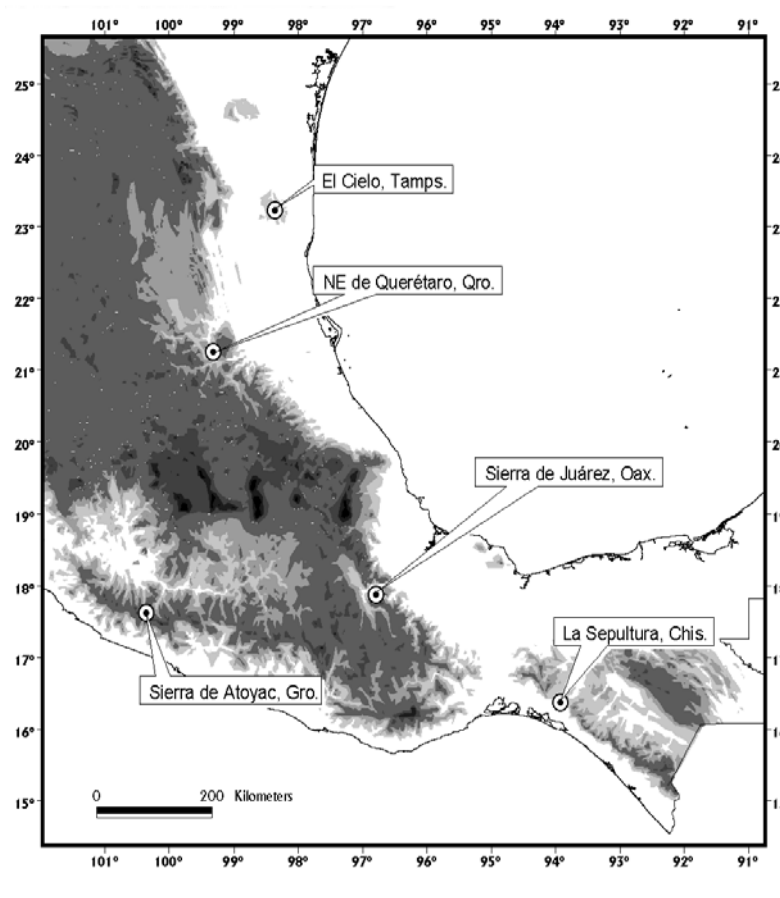 101° 100° 99° 98° 97° 96° 95° 94° 93° 92° 91°
25°
24°
23°
22°
21°
20°
19°
18°
17°
16°
15°
El Cielo, Tamps.
NE de Querétaro, Qro.
Sierra de Juárez, Oax.
La Sepultura, Chis.
Sierra de Atoyac, Gro.
0 200 Kilometers
101° 100° 99° 98° 97° 96° 95° 94° 93° 92° 91°